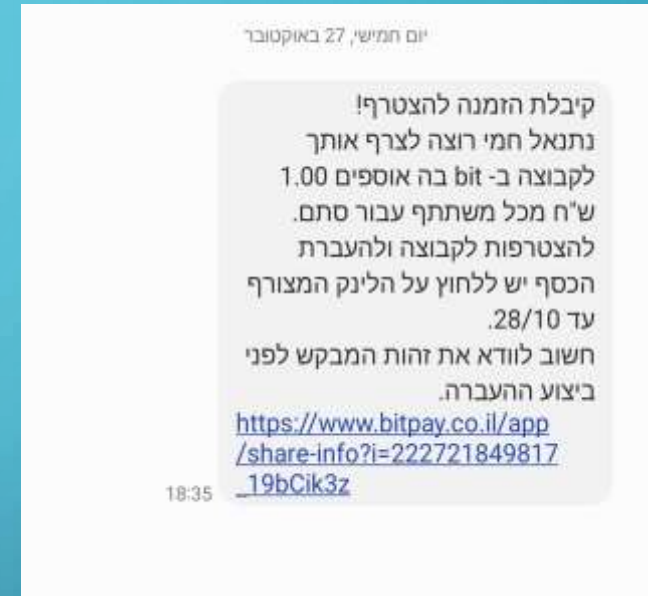 יום חמישי, 27 באוקטובר
קיבלת הזמנה להצטרף!
נתנאל חמי רוצה לצרף אותך
לקבוצה ב- bit בה אוספים 1.00
ש"ח מכל משתתף עבור סתם.
להצטרפות לקבוצה ולהעברת
הכסף יש ללחוץ על הלינק המצורף
עד 28/10.
חשוב לוודא את זהות המבקש לפני
ביצוע ההעברה.
https://www.bitpay.co.il/app
/share-info?i=222721849817
_19bCik3z
18:35